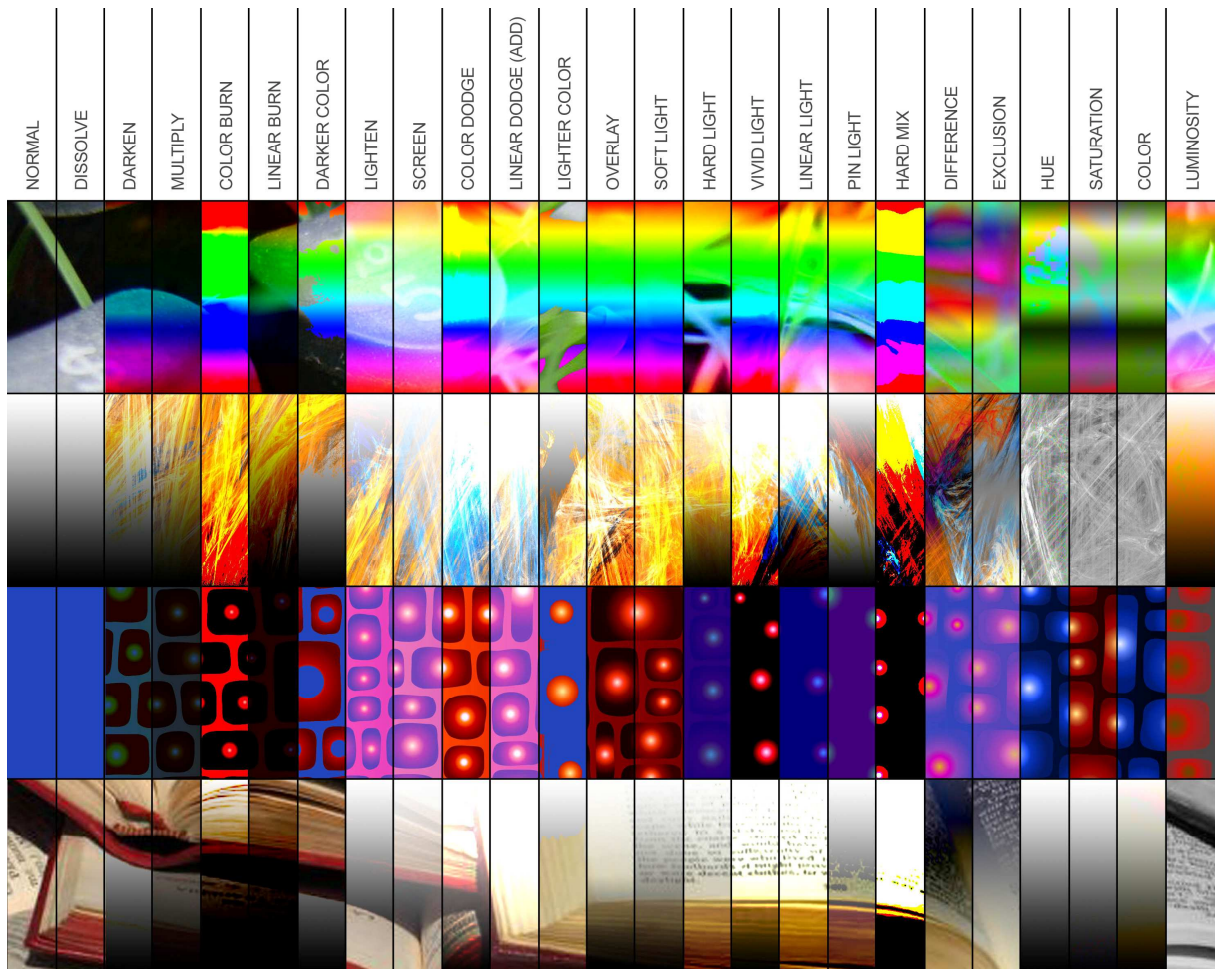 NORMAL
DISSOLVE
DARKEN
MULTIPLY
COLOR BURN
LINEAR BURN
DARKER COLOR
LIGHTEN
SCREEN
COLOR DODGE
LINEAR DODGE (ADD)
LIGHTER COLOR
OVERLAY
SOFT LIGHT
HARD LIGHT
VIVID LIGHT
LINEAR LIGHT
PIN LIGHT
HARD MIX
DIFFERENCE
EXCLUSION
HUE
SATURATION
COLOR
LUMINOSITY